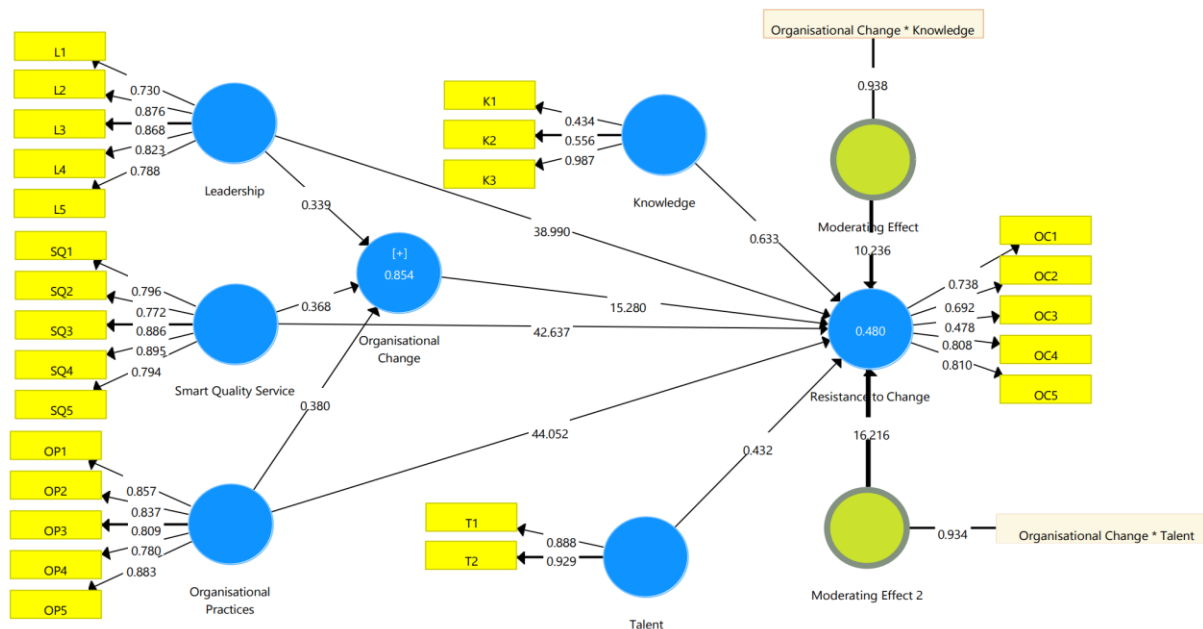 L1
L2
L3
L4
L5
0.730
0.876
0.868
0.823
0.788
Leadership
SQ1
SQ2
SQ3
SQ4
SQ5
0.796
0.772
0.886
0.895
0.794
Smart Quality Service
OP1
OP2
OP3
OP4
OP5
0.857
0.837
0.809
0.780
0.883
Organisational
Practices
0.339
0.368
0.380
[+]
0.854
Organisational
Change
K1
K2
K3
0.434
0.556
0.987
Knowledge
38.990
15.280
42.637
44.052
0.633
0.432
T1
T2
0.888
0.929
Talent
Organisational Change * Knowledge
0.938
Moderating Effect
10.236
0.480
Resistance to Change
16.216
0.738
0.692
0.478
0.808
0.810
OC1
OC2
OC3
OC4
OC5
0.934
Organisational Change * Talent
Moderating Effect 2